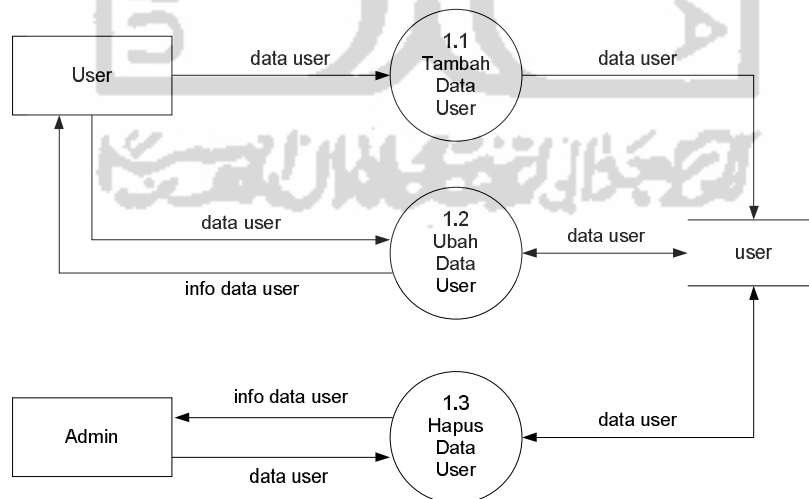 User
data user
1.1
Tambah
Data
User
data user
data user
info data user
1.2
Ubah
Data
User
data user
user
Admin
info data user
data user
1.3
Hapus
Data
User
data user